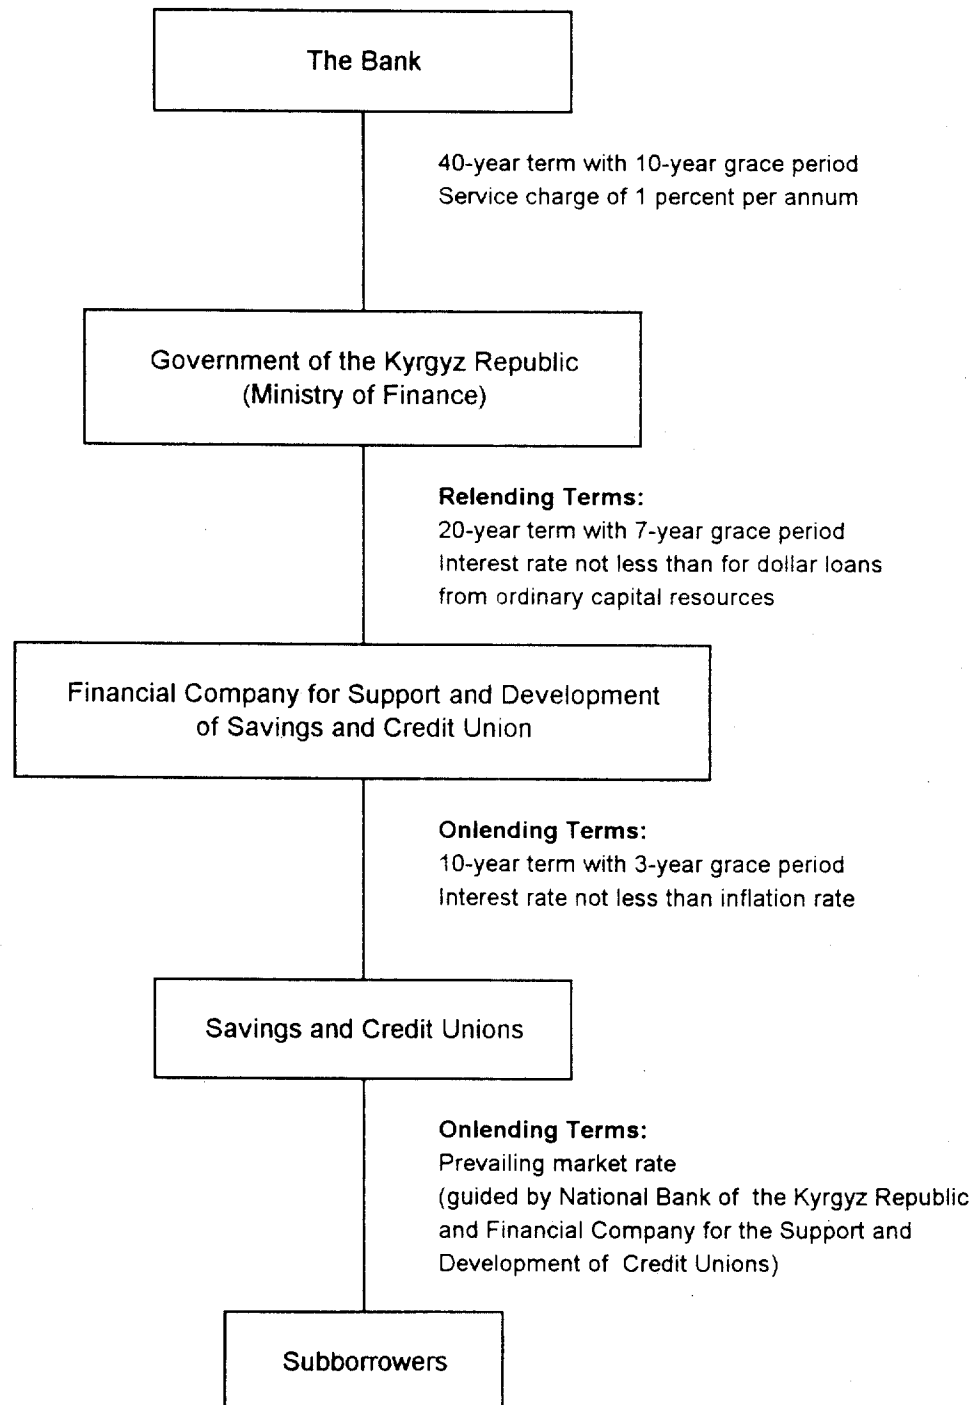 The Bank
40-year term with 10-year grace period
Service charge of 1 percent per annum
Government of the Kyrgyz Republic
(Ministry of Finance)
Relending Terms:
20-year term with 7-year grace period
Interest rate not less than for dollar loans
from ordinary capital resources
Financial Company for Support and Development
of Savings and Credit Union
Onlending Terms:
10-year term with 3-year grace period
Interest rate not less than inflation rate
Savings and Credit Unions
Onlending Terms:
Prevailing market rate
(guided by National Bank of the Kyrgyz Republic
and Financial Company for the Support and
Development of Credit Unions)
Subborrowers